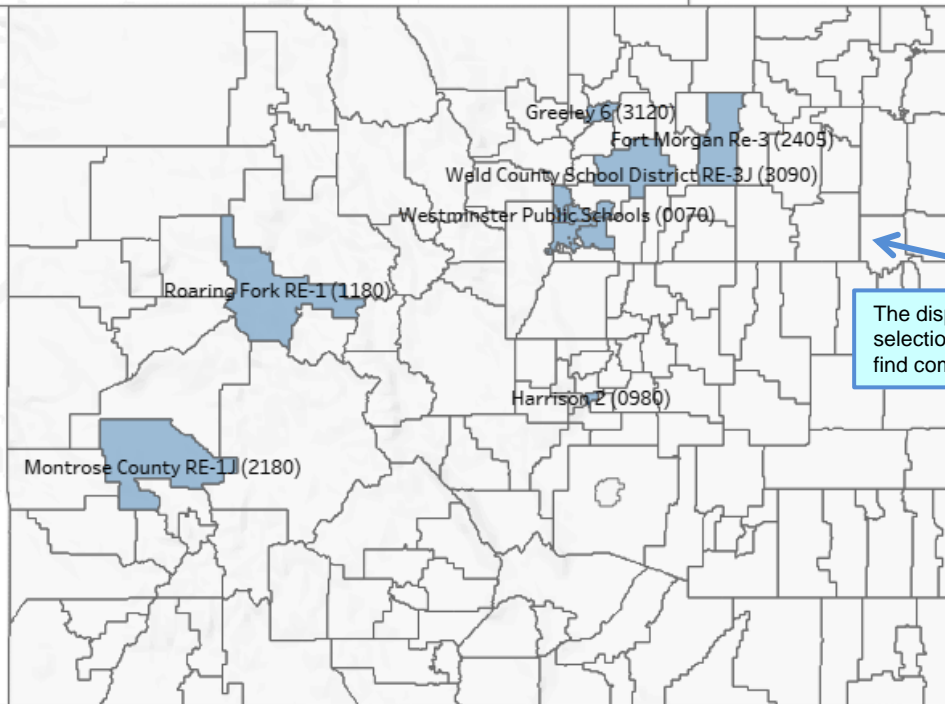 Greeley 6 (3120)
Fort Morgan Re-3 (2405)
Weld County School District RE-3J (3090)
Westminster Public Schools (0070)
Roaring Fork RE-1 (1180)
The disp
selectio
find con
Harrison 2 (0980)
Montrose County RE-1J (2180)